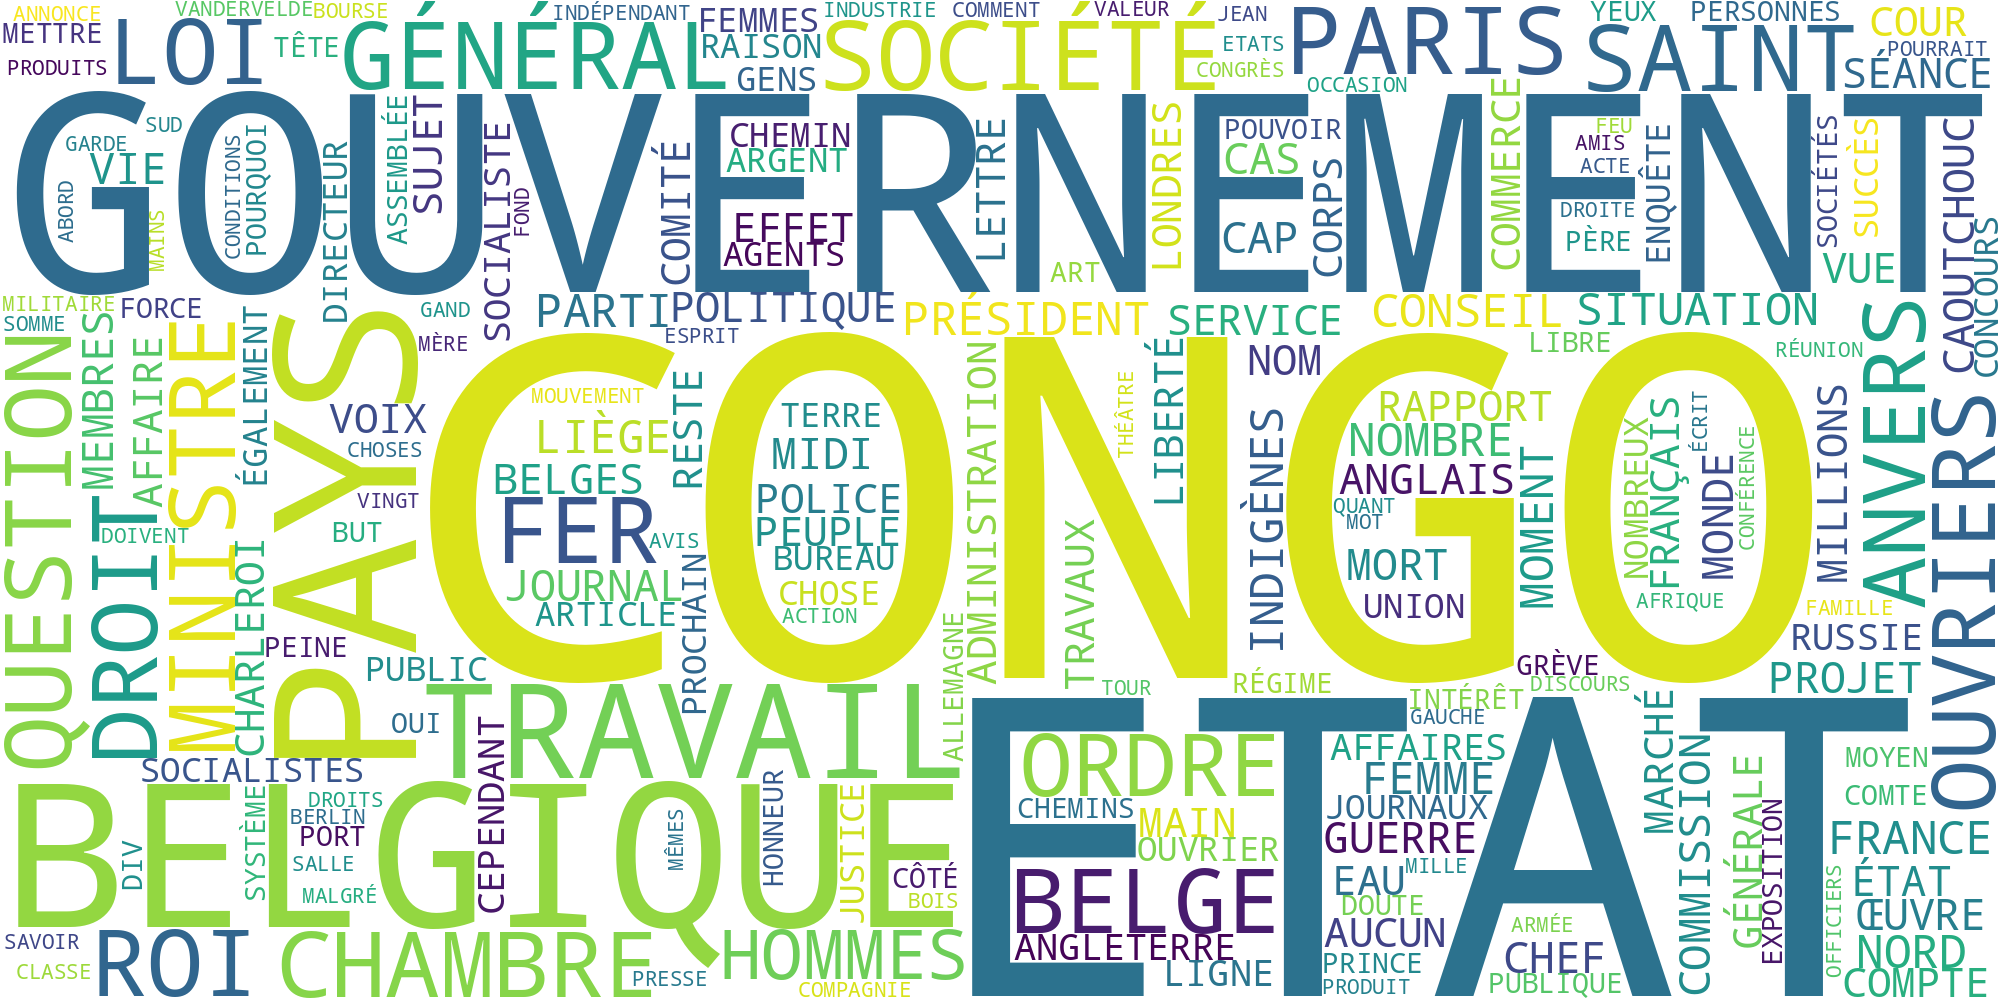 ANNONCE
VANDERVELDE
BOURSE
INDÉPENDANT
FEMMES
INDUSTRIE
COMMENT
VALEUR
JEAN
PARIS
YEUX
PERSONNES
COUR
METTRE
LOI
TÊTE
GÉNÉRAL
RAISON
SOCIÉTÉ
ETATS
SAINT
POURRAIT
PRODUITS
GENS
CONGRÈS
OCCASION
SÉANCE
GOUVERNEMENT
GARDE
SUD
VIE
ABORD
MAINS
CONDITIONS
POURQUOI
DIRECTEUR
ASSEMBLÉE
SUJET
SOCIALISTE
FOND
COMITÉ
CHEMIN
ARGENT
EFFET
AGENTS
LETTRE
ART
LONDRES
POUVOIR
CAS
CAP
CORPS
COMMERCE
FEU
AMIS
ACTE
DROITE
PÈRE
ENQUÊTE
SOCIÉTÉS
SUCCÈS
VUE
CAOUTCHOUC
CONCOURS
MILITAIRE
FORCE
SOMME
GAND
MÈRE
PARTI
POLITIQUE
ESPRIT
PRÉSIDENT
SERVICE
CONSEIL
SITUATION
LIBRE
RÉUNION
QUESTION
MEMBRES
AFFAIRE
MINISTRE
ÉGALEMENT
PAYS
VOIX
CHOSES
VINGT
BUT
DOIVENT
DROIT
CHARLEROI
PEINE
PUBLIC
OUI
CONGO
MOUVEMENT
LIÈGE
BELGES
FER
JOURNAL
ARTICLE
RESTE
AVIS
PROCHAIN
TERRE
MIDI
POLICE
PEUPLE
BUREAU
CHOSE
ACTION
ADMINISTRATION
ALLEMAGNE
TRAVAUX
THÉÂTRE
LIBERTÉ
NOM
INDIGÈNES
RAPPORT
NOMBRE
ANGLAIS
QUANT
MOT
MORT
UNION
MOMENT
NOMBREUX
FRANÇAIS
ÉCRIT
MONDE
CONFÉRENCE
AFRIQUE
MILLIONS
ANVERS
OUVRIERS
FAMILLE
RUSSIE
PROJET
GRÈVE
TOUR
RÉGIME
INTÉRÊT
DISCOURS
GAUCHE
TRAVAIL
SOCIALISTES
BELGIQUE
DIV
SYSTÈME
DROITS
BERLIN
PORT
SALLE
MALGRÉ
CEPENDANT
MÊMES
HONNEUR
JUSTICE
CÔTÉ
BOIS
ETAT
ORDRE
CHEMINS
MAIN
OUVRIER
BELGE
ANGLETERRE
LIGNE
AFFAIRES
FEMME
JOURNAUX
GUERRE
MILLE
EAU
DOUTE
AUCUN
PRINCE
PRODUIT
ARMÉE
CHEF
PUBLIQUE
MARCHÉ
COMMISSION
GÉNÉRALE
EXPOSITION
OFFICIERS
MOYEN
COMTE
FRANCE
ÉTAT
ŒUVRE
NORD
COMPTE
SAVOIR
CLASSE
ROI
CHAMBRE
PRESSE
HOMMES
COMPAGNIE